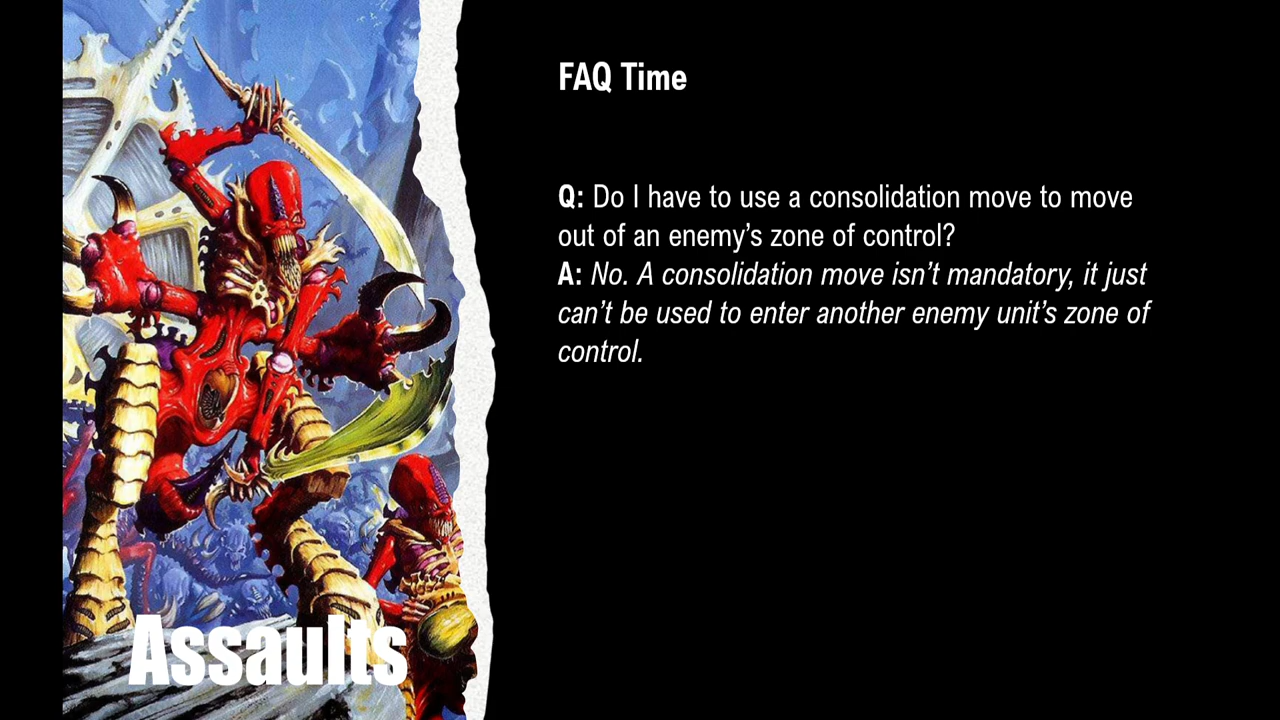 FAQ Time
Q: Do I have to use a consolidation move to move
out of an enemy’s zone of control?
A: No. A consolidation move isn’t mandatory, it just
can’t be used to enter another enemy unit’s zone of
control.
Assaults